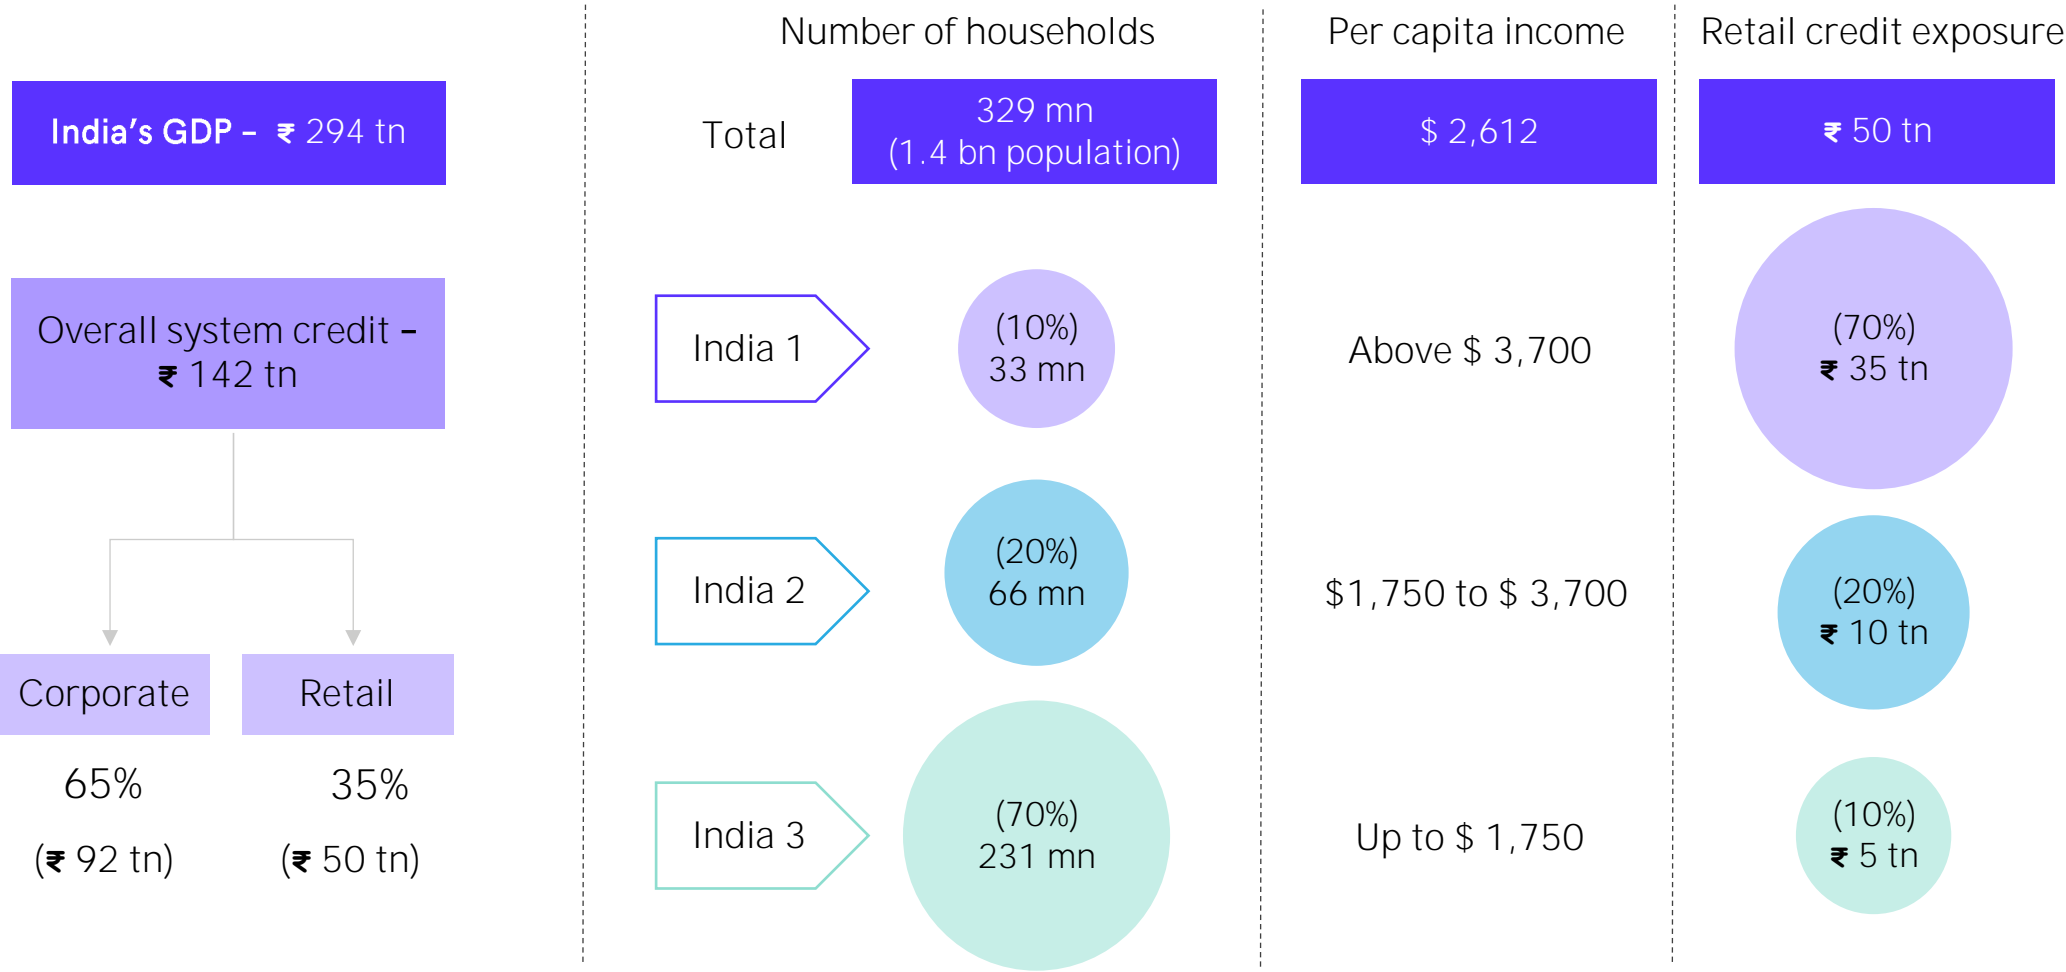 India's GDP – ₹ 294 tn
Overall system credit –
₹ 142 tn
Corporate
Retail
65%
35%
(₹ 92 tn)
(₹ 50 tn)
Number of households
Per capita income
Retail credit exposure
Total
329 mn
(1.4 bn population)
$ 2,612
₹ 50 tn
India 1
(10%)
33 mn
Above $ 3,700
(70%)
₹ 35 tn
India 2
(20%)
66 mn
$1,750 to $ 3,700
(20%)
₹ 10 tn
India 3
(70%)
231 mn
Up to $ 1,750
(10%)
₹ 5 tn